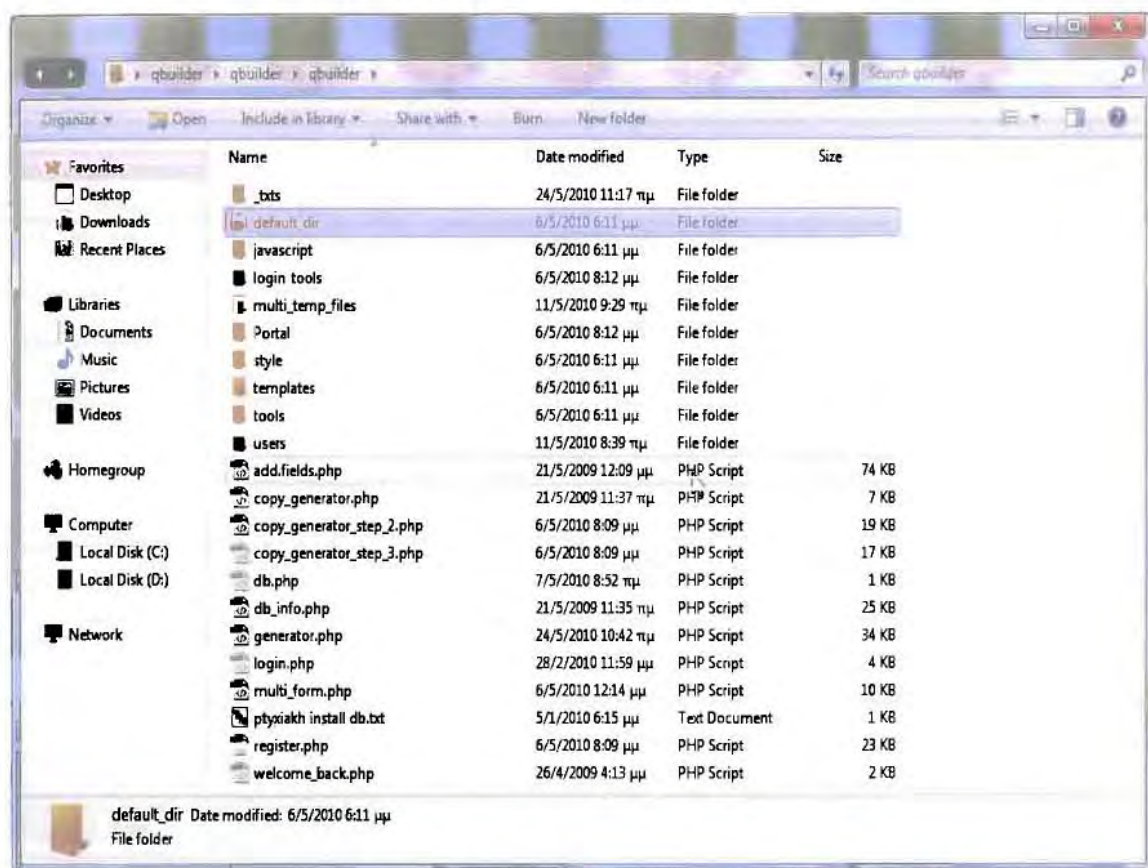 qbuilder qbuilder qbuilder Search qbuilder
Organize Open Include in library Share with Burn New folder
Favorites
Desktop
Downloads
Recent Places
Libraries
Documents
Music
Pictures
Videos
Homegroup
Computer
Local Disk (C:)
Local Disk (D:)
Network
Name Date modified Type Size
_txts 24/5/2010 11:17 πμ File folder
default_dir 6/5/2010 6:11 μμ File folder
javascript 6/5/2010 6:11 μμ File folder
login tools 6/5/2010 8:12 μμ File folder
multi_temp_files 11/5/2010 9:29 πμ File folder
Portal 6/5/2010 8:12 μμ File folder
style 6/5/2010 6:11 μμ File folder
templates 6/5/2010 6:11 μμ File folder
tools 6/5/2010 6:11 μμ File folder
users 11/5/2010 8:39 πμ File folder
add.fields.php 21/5/2009 12:09 μμ PHP Script 74 KB
copy_generator.php 21/5/2009 11:37 πμ PHP Script 7 KB
copy_generator_step_2.php 6/5/2010 8:09 μμ PHP Script 19 KB
copy_generator_step_3.php 6/5/2010 8:09 μμ PHP Script 17 KB
db.php 7/5/2010 8:52 πμ PHP Script 1 KB
db_info.php 21/5/2009 11:35 πμ PHP Script 25 KB
generator.php 24/5/2010 10:42 πμ PHP Script 34 KB
login.php 28/2/2010 11:59 μμ PHP Script 4 KB
multi_form.php 6/5/2010 12:14 μμ PHP Script 10 KB
ptyxiakh install db.txt 5/1/2010 6:15 μμ Text Document 1 KB
register.php 6/5/2010 8:09 μμ PHP Script 23 KB
welcome_back.php 26/4/2009 4:13 μμ PHP Script 2 KB
default_dir Date modified: 6/5/2010 6:11 μμ
File folder